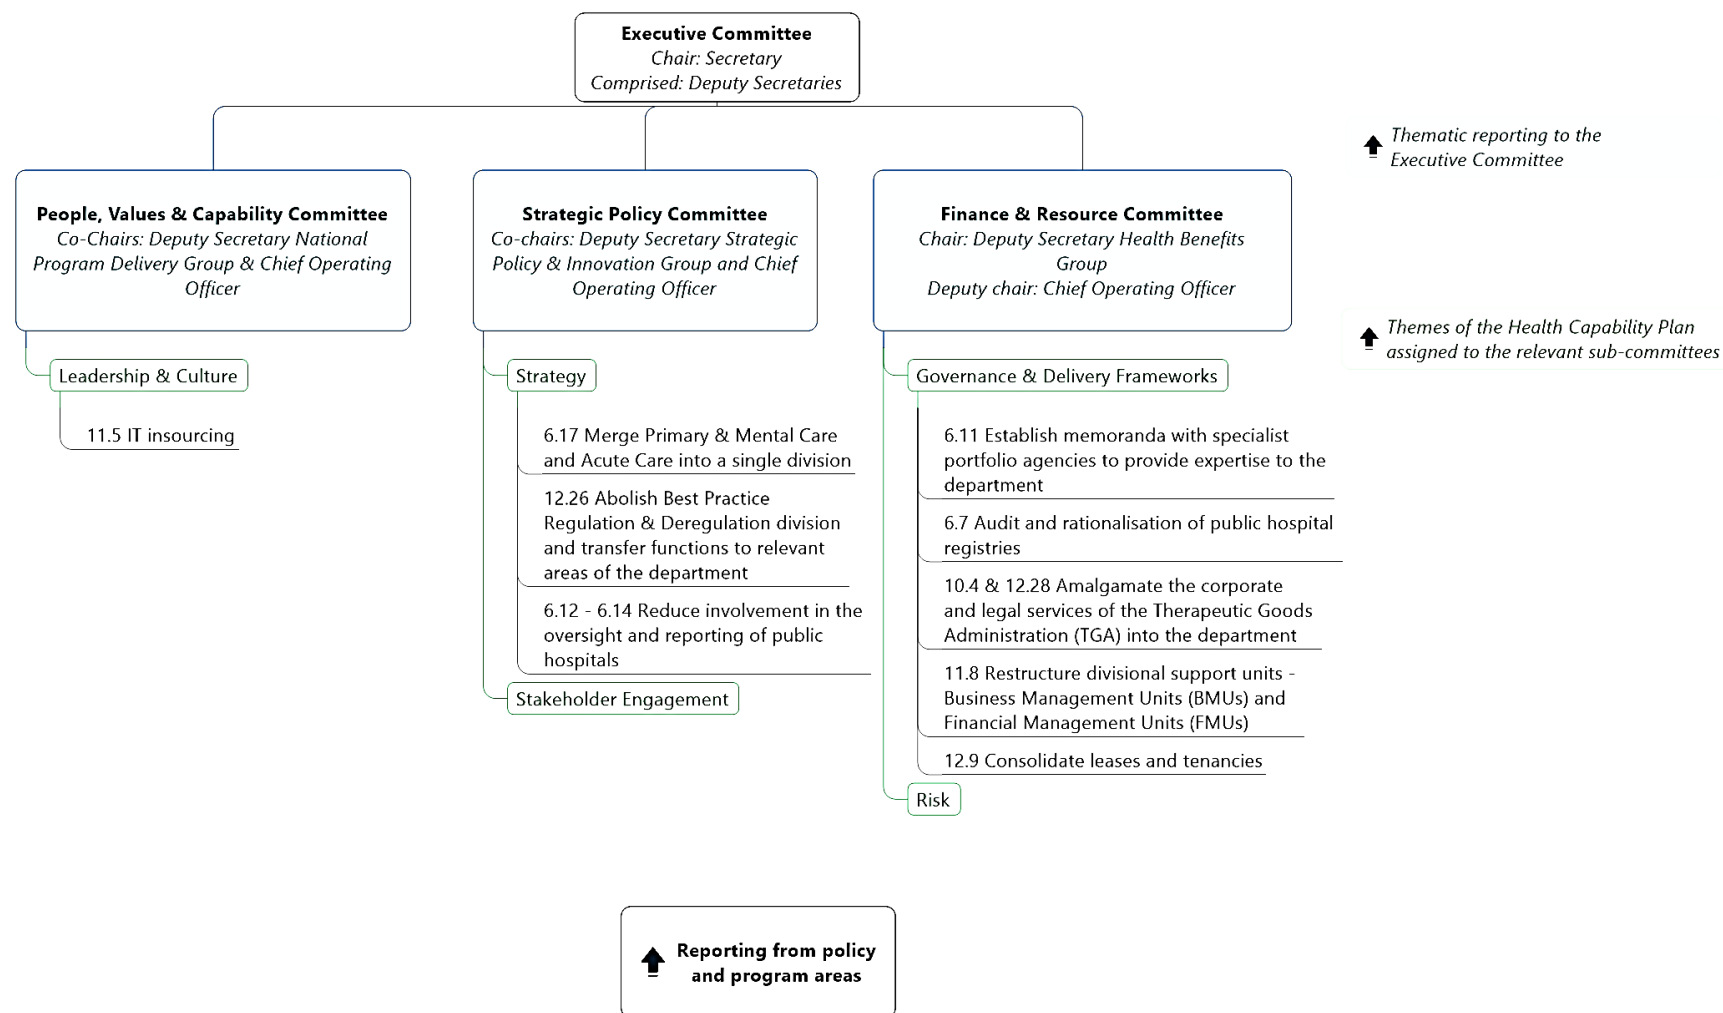 Executive Committee
Chair: Secretary
Comprised: Deputy Secretaries
Thematic reporting to the
Executive Committee
People, Values & Capability Committee
Co-Chairs: Deputy Secretary National
Program Delivery Group & Chief Operating
Officer
Strategic Policy Committee
Co-chairs: Deputy Secretary Strategic
Policy & Innovation Group and Chief
Operating Officer
Finance & Resource Committee
Chair: Deputy Secretary Health Benefits
Group
Deputy chair: Chief Operating Officer
Themes of the Health Capability Plan
assigned to the relevant sub-committees
Leadership & Culture
11.5 IT insourcing
Strategy
6.17 Merge Primary & Mental Care
and Acute Care into a single division
12.26 Abolish Best Practice
Regulation & Deregulation division
and transfer functions to relevant
areas of the department
6.12 - 6.14 Reduce involvement in the
oversight and reporting of public
hospitals
Stakeholder Engagement
Governance & Delivery Frameworks
6.11 Establish memoranda with specialist
portfolio agencies to provide expertise to the
department
6.7 Audit and rationalisation of public hospital
registries
10.4 & 12.28 Amalgamate the corporate
and legal services of the Therapeutic Goods
Administration (TGA) into the department
11.8 Restructure divisional support units -
Business Management Units (BMUs) and
Financial Management Units (FMUs)
12.9 Consolidate leases and tenancies
Risk
Reporting from policy
and program areas